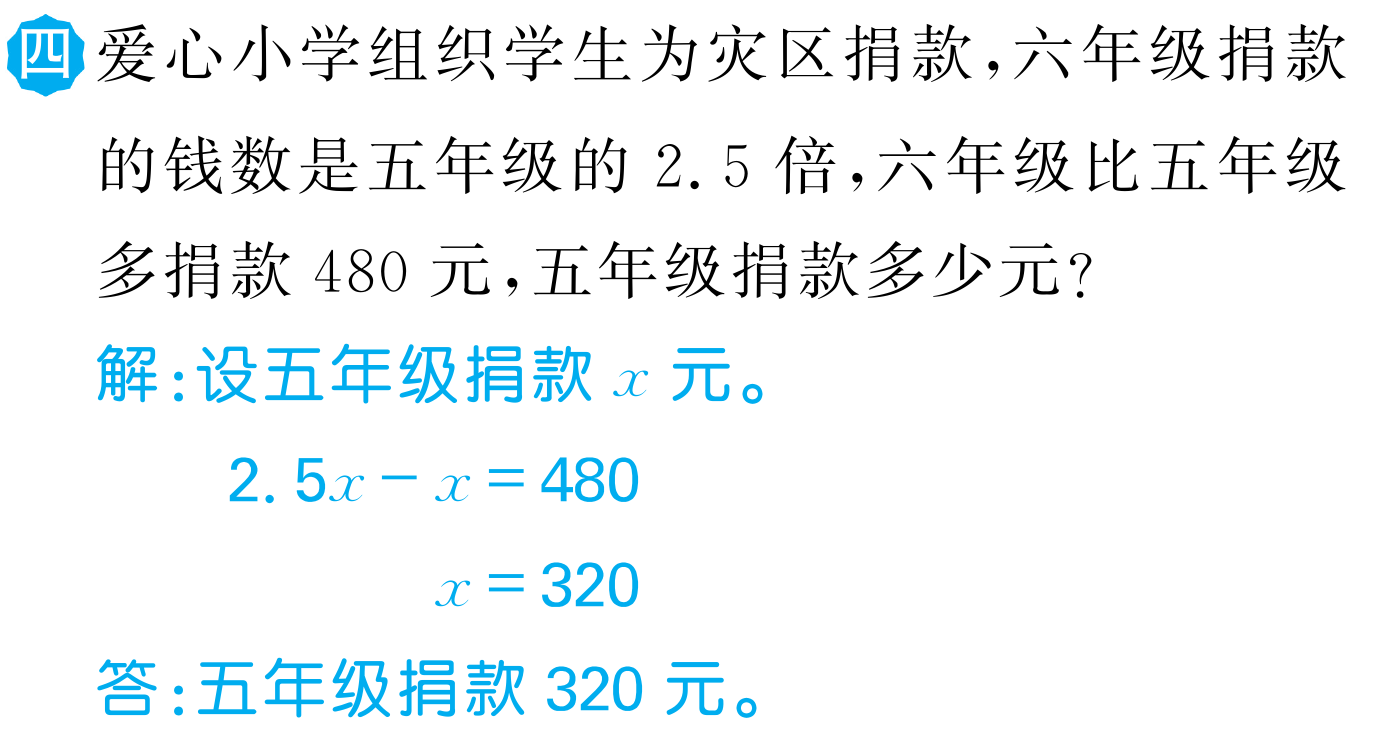 四 爱心小学组织学生为灾区捐款,六年级捐款
的钱数是五年级的 2.5 倍,六年级比五年级
多捐款 480 元,五年级捐款多少元?
解:设五年级捐款 x 元。
2.5x - x = 480
x = 320
答:五年级捐款 320 元。